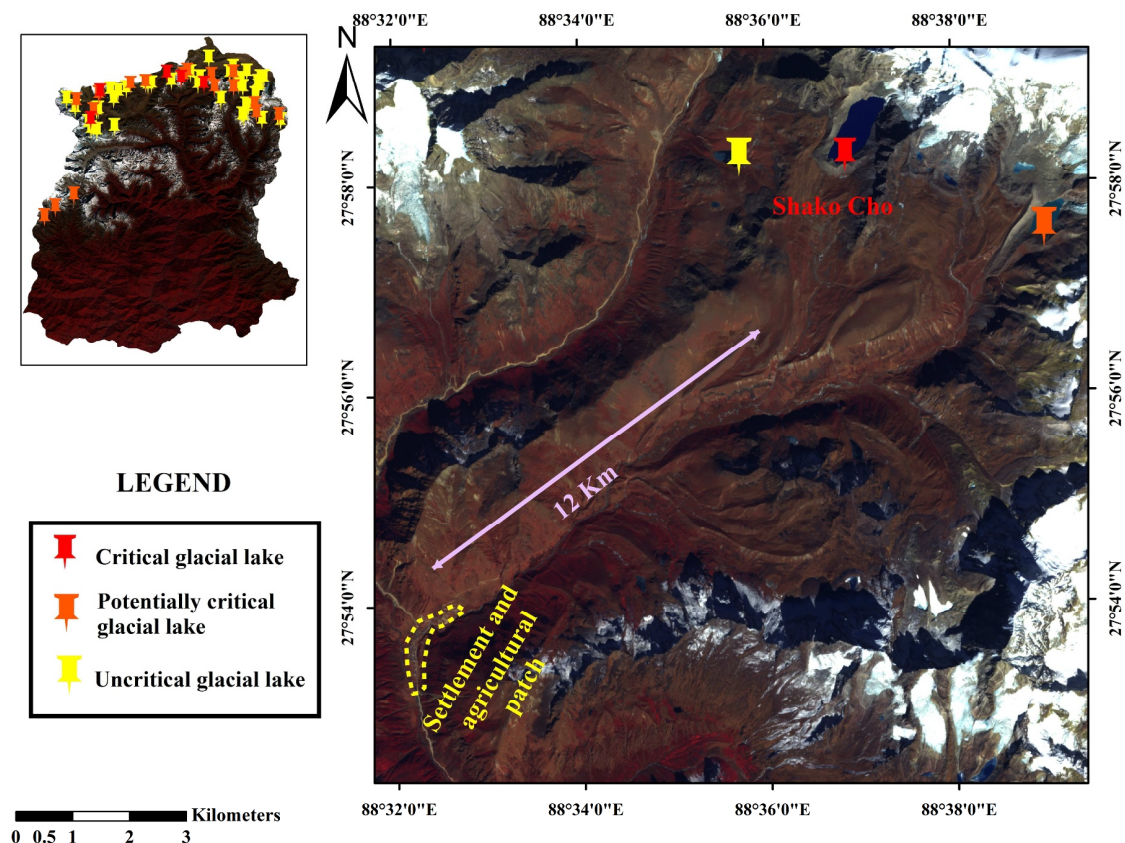 88°32'0"E 88°34'0"E 88°36'0"E 88°38'0"E
N
27°58'0"N
27°58'0"N
Shako Cho
27°56'0"N
27°56'0"N
12 Km
LEGEND
Critical glacial lake
Potentially critical
glacial lake
Uncritical glacial lake
27°54'0"N
27°54'0"N
Settlement and
agricultural
patch
88°32'0"E 88°34'0"E 88°36'0"E 88°38'0"E
Kilometers
0 0.5 1 2 3